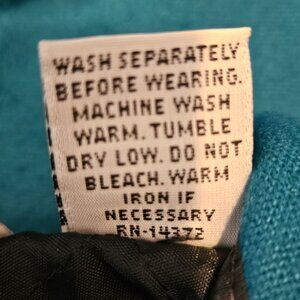 WASH SEPARATELY
BEFORE WEARING.
MACHINE WASH
WARM. TUMBLE
DRY LOW. DO NOT
BLEACH. WARM
IRON IF
NECESSARY
RN-14372